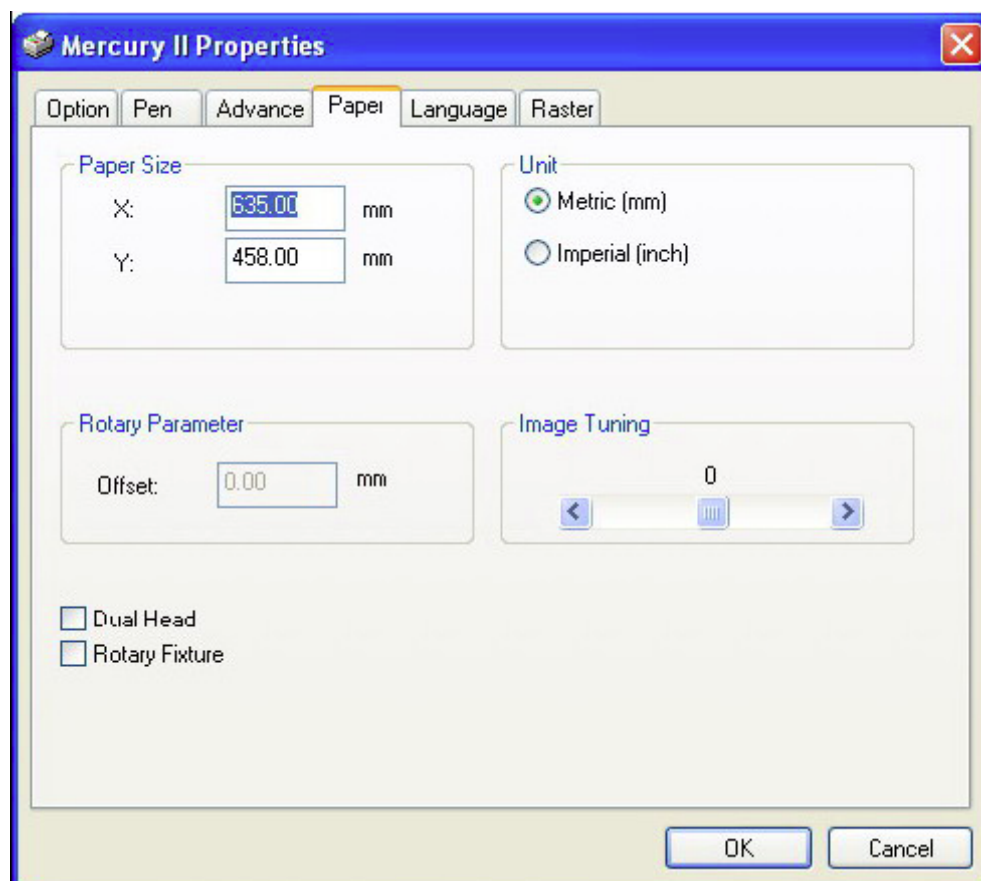 Mercury II Properties
Option Pen Advance Paper Language Raster
Paper Size
X: 635.00 mm
Y: 458.00 mm
Unit
Metric (mm)
Imperial (inch)
Rotary Parameter
Offset: 0.00 mm
Image Tuning
0
Dual Head
Rotary Fixture
OK Cancel